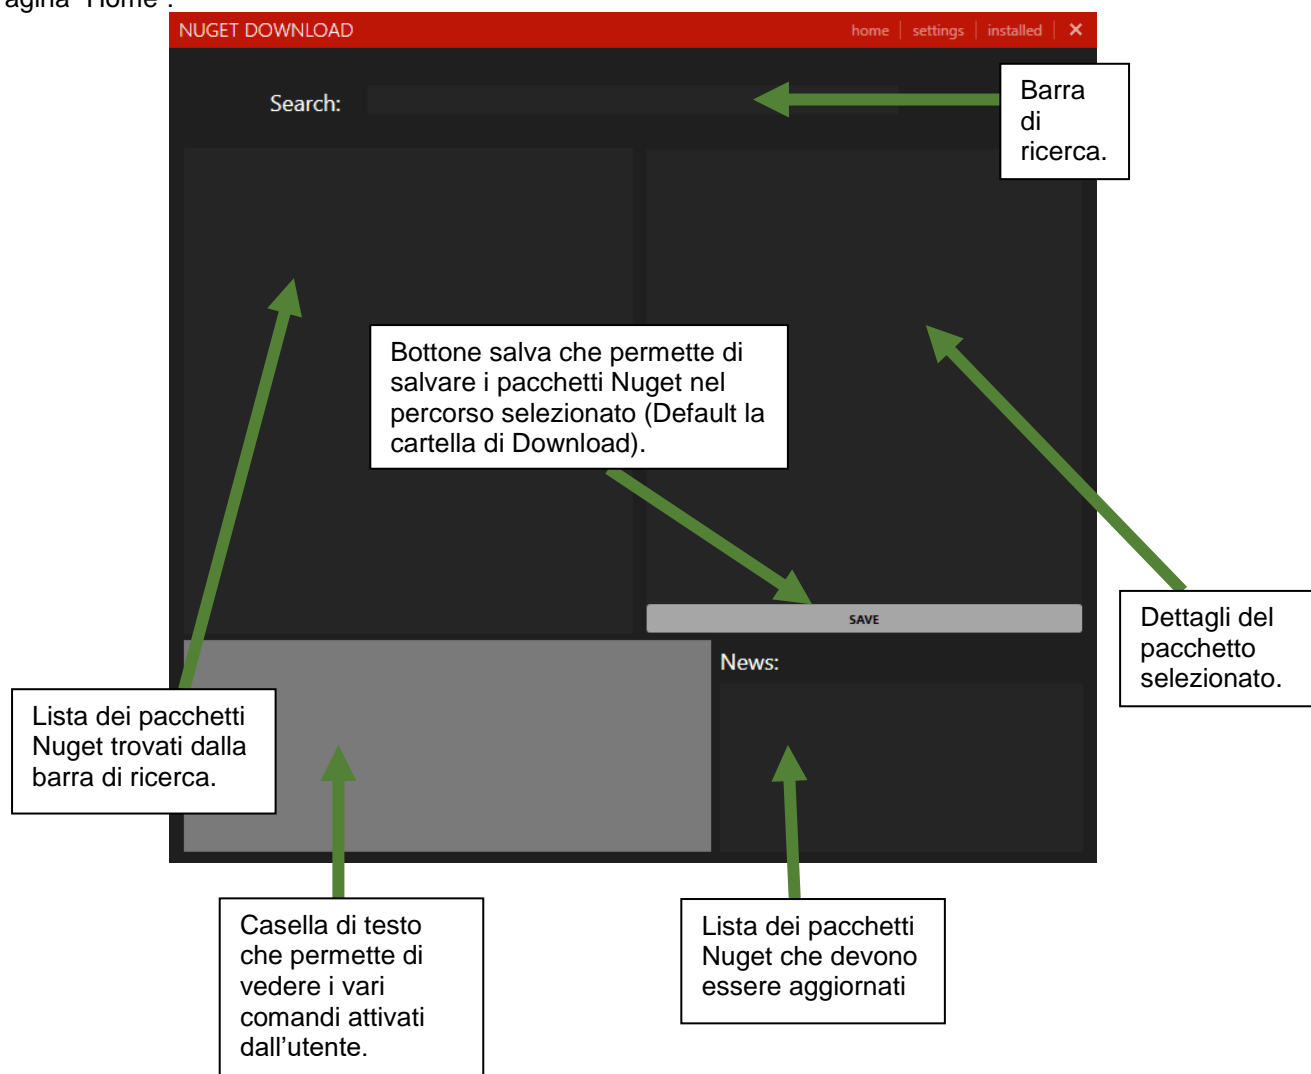 agina "Home".
NUGET DOWNLOAD
home
settings
installed
Search:
Barra
di
ricerca.
Bottone salva che permette di
salvare i pacchetti Nuget nel
percorso selezionato (Default la
cartella di Download).
SAVE
Dettagli del
pacchetto
selezionato.
News:
Lista dei pacchetti
Nuget trovati dalla
barra di ricerca.
Casella di testo
che permette di
vedere i vari
comandi attivati
dall'utente.
Lista dei pacchetti
Nuget che devono
essere aggiornati